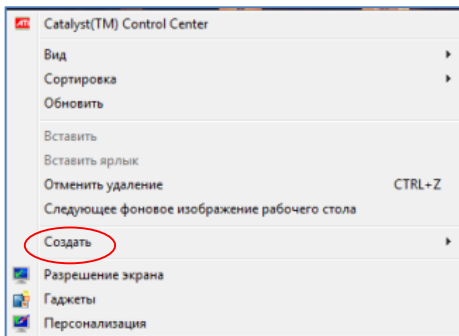 Catalyst(TM) Control Center
Вид
Сортировка
Обновить
Вставить
Вставить ярлык
Отменить удаление CTRL+Z
Следующее фоновое изображение рабочего стола
Создать
Разрешение экрана
Гаджеты
Персонализация